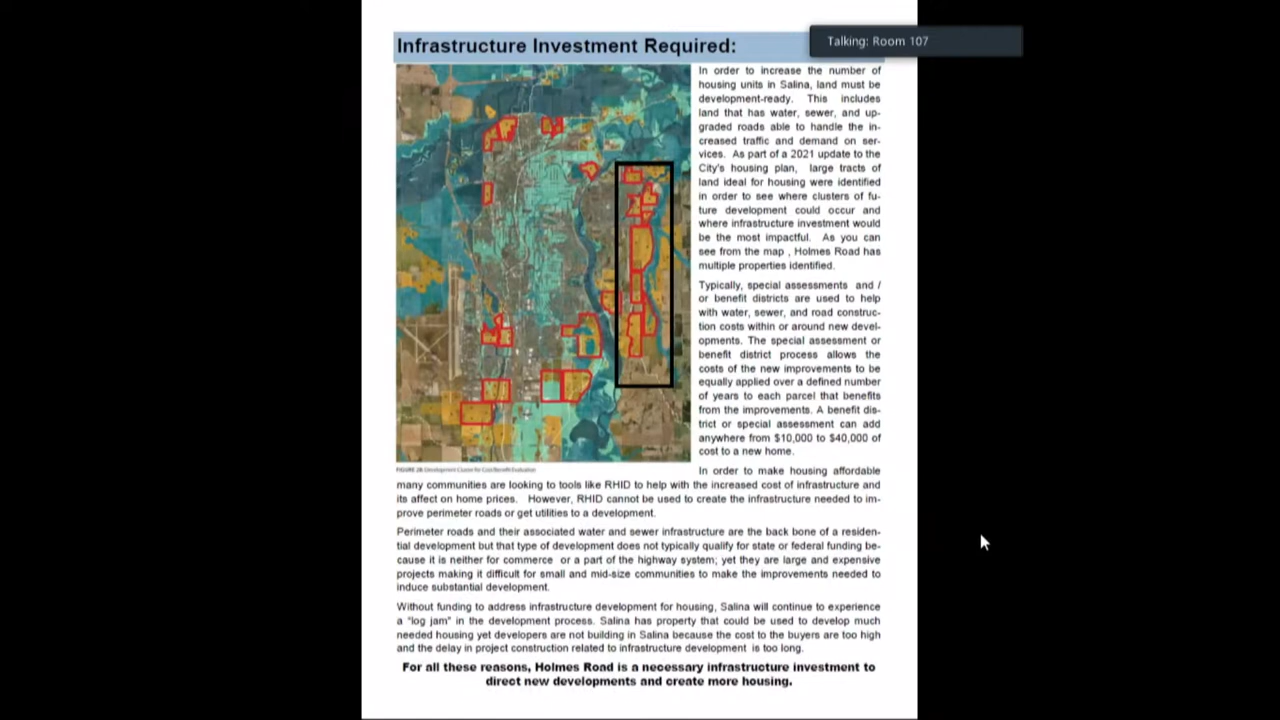 Infrastructure Investment Required:
Talking: Room 107
In order to increase the number of
housing units in Salina, land must be
development-ready. This includes
land that has water, sewer, and up-
graded roads able to handle the in-
creased traffic and demand on ser-
vices. As part of a 2021 update to the
City's housing plan, large tracts of
land ideal for housing were identified
in order to see where clusters of fu-
ture development could occur and
where infrastructure investment would
be the most impactful. As you can
see from the map , Holmes Road has
multiple properties identified.
Typically, special assessments and /
or benefit districts are used to help
with water, sewer, and road construc-
tion costs within or around new devel-
opments. The special assessment or
benefit district process allows the
costs of the new improvements to be
equally applied over a defined number
of years to each parcel that benefits
from the improvements. A benefit dis-
trict or special assessment can add
anywhere from $10,000 to $40,000 of
cost to a new home.
FIGURE 28: Development Cluster for Cost/Benefit Evaluation
In order to make housing affordable
many communities are looking to tools like RHID to help with the increased cost of infrastructure and
its affect on home prices. However, RHID cannot be used to create the infrastructure needed to im-
prove perimeter roads or get utilities to a development.
Perimeter roads and their associated water and sewer infrastructure are the back bone of a residen-
tial development but that type of development does not typically qualify for state or federal funding be-
cause it is neither for commerce or a part of the highway system; yet they are large and expensive
projects making it difficult for small and mid-size communities to make the improvements needed to
induce substantial development.
Without funding to address infrastructure development for housing, Salina will continue to experience
a "log jam" in the development process. Salina has property that could be used to develop much
needed housing yet developers are not building in Salina because the cost to the buyers are too high
and the delay in project construction related to infrastructure development is too long.
For all these reasons, Holmes Road is a necessary infrastructure investment to
direct new developments and create more housing.